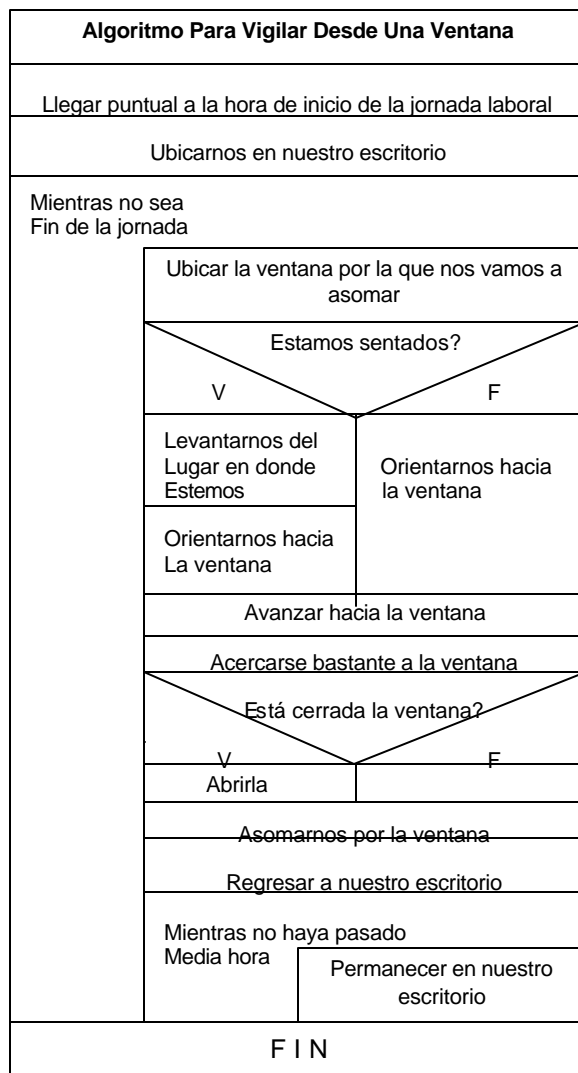 Algoritmo Para Vigilar Desde Una Ventana
Llegar puntual a la hora de inicio de la jornada laboral
Ubicarnos en nuestro escritorio
Mientras no sea
Fin de la jornada
Ubicar la ventana por la que nos vamos a
asomar
Estamos sentados?
V F
Levantarnos del
Lugar en donde
Estemos
Orientarnos hacia
la ventana
Orientarnos hacia
La ventana
Avanzar hacia la ventana
Acercarse bastante a la ventana
Está cerrada la ventana?
V F
Abrirla
Asomarnos por la ventana
Regresar a nuestro escritorio
Mientras no haya pasado
Media hora
Permanecer en nuestro
escritorio
F I N